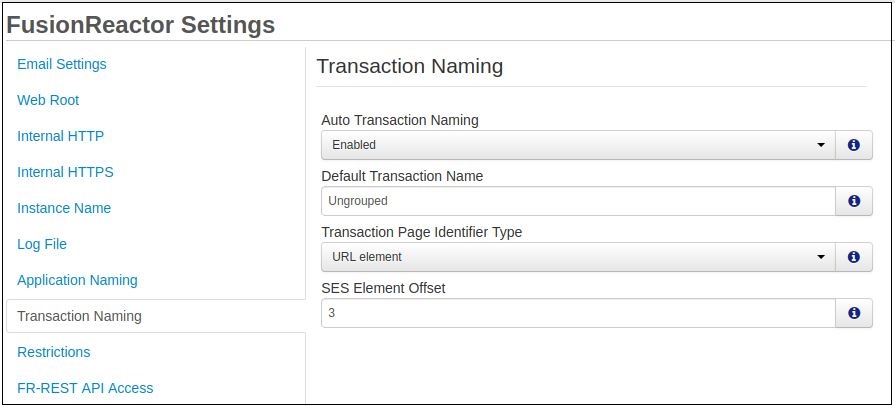 FusionReactor Settings
Email Settings
Web Root
Internal HTTP
Internal HTTPS
Instance Name
Log File
Application Naming
Transaction Naming
Restrictions
FR-REST API Access
Transaction Naming
Auto Transaction Naming
Enabled
Default Transaction Name
Ungrouped
Transaction Page Identifier Type
URL element
SES Element Offset
3